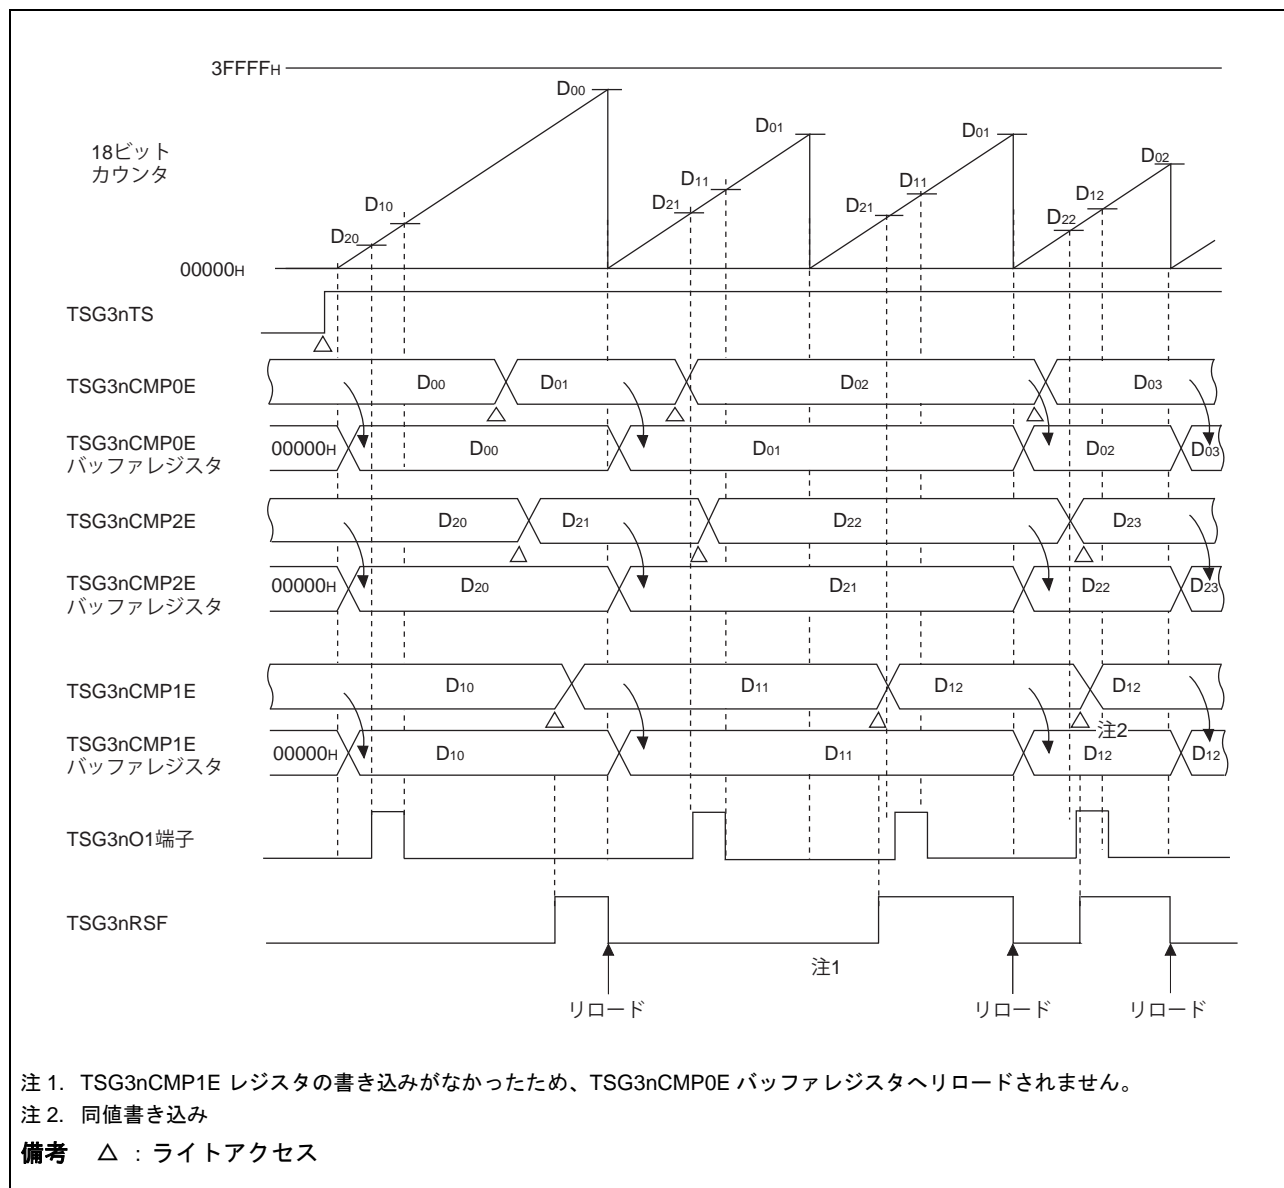 3FFFFH
D00
D01
D01
D02
18ビット
カウンタ
D11
D11
D12
D10
D21
D21
D22
D20
00000H
TSG3nTS
△
TSG3nCMP0E
D00
D01
D02
D03
△
△
△
TSG3nCMP0E
バッファレジスタ
00000H
D00
D01
D02
D03
TSG3nCMP2E
D20
D21
D22
D23
△
△
△
TSG3nCMP2E
バッファレジスタ
00000H
D20
D21
D22
D23
TSG3nCMP1E
D10
D11
D12
D12
△
△
△
注2
TSG3nCMP1E
バッファレジスタ
00000H
D10
D11
D12
D12
TSG3nO1端子
TSG3nRSF
注1
リロード
リロード
リロード
注 1. TSG3nCMP1E レジスタの書き込みがなかったため、TSG3nCMP0E バッファレジスタへリロードされません。
注 2. 同値書き込み
備考 △ : ライトアクセス